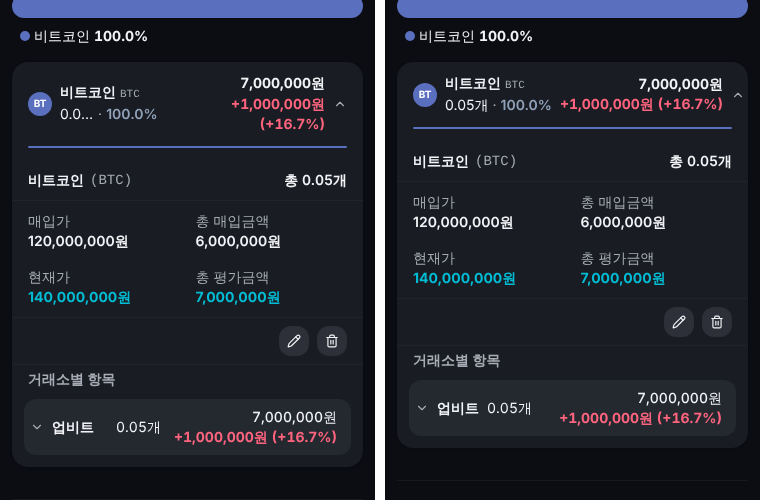 비트코인 100.0%
BT
비트코인 BTC
0.0... · 100.0%
7,000,000원
+1,000,000원
(+16.7%)
비트코인 (BTC)
총 0.05개
매입가
총 매입금액
120,000,000원
6,000,000원
현재가
총 평가금액
140,000,000원
7,000,000원
거래소별 항목
업비트 0.05개
7,000,000원
+1,000,000원 (+16.7%)
비트코인 100.0%
BT
비트코인 BTC
0.05개 · 100.0%
7,000,000원
+1,000,000원 (+16.7%)
비트코인 (BTC)
총 0.05개
매입가
총 매입금액
120,000,000원
6,000,000원
현재가
총 평가금액
140,000,000원
7,000,000원
거래소별 항목
업비트 0.05개
7,000,000원
+1,000,000원 (+16.7%)